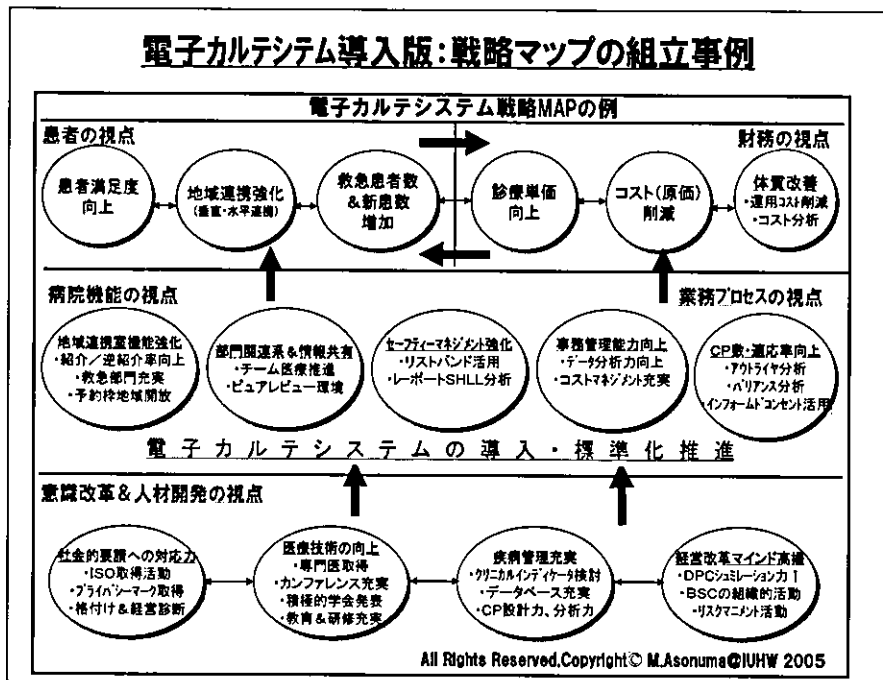 電子カルテシテム導入版：戦略マップの組立事例
電子カルテシステム戦略MAPの例
患者の視点
財務の視点
患者満足度
向上
地域連携強化
(垂直・水平連携)
救急患者数
&新患数
増加
診療単価
向上
コスト(原価)
削減
体質改善
・運用コスト削減
・コスト分析
病院機能の視点
業務プロセスの視点
地域連携室機能強化
・紹介／逆紹介率向上
・救急部門充実
・予約枠地域開放
部門関連系&情報共有
・チーム医療推進
・ピュアレビュー環境
セーフティーマネジメント強化
・リストバンド活用
・レーポートSHLL分析
事務管理能力向上
・データ分析力向上
・コストマネジメント充実
CP数・適応率向上
・アウトライヤ分析
・バリアンス分析
・インフォームドコンセント活用
電子カルテシステムの導入・標準化推進
意識改革&人材開発の視点
社会的要請への対応力
・ISO取得活動
・プライバシーマーク取得
・格付け&経営診断
医療技術の向上
・専門医取得
・カンファレンス充実
・積極的学会発表
・教育&研修充実
疾病管理充実
・クリニカルインディケータ検討
・データベース充実
・CP設計力、分析力
経営改革マインド高揚
・DPCシュミレーション力↑
・BSCの組織的活動
・リスクマニメント活動
All Rights Reserved,Copyright© M.Asonuma@IUHW 2005